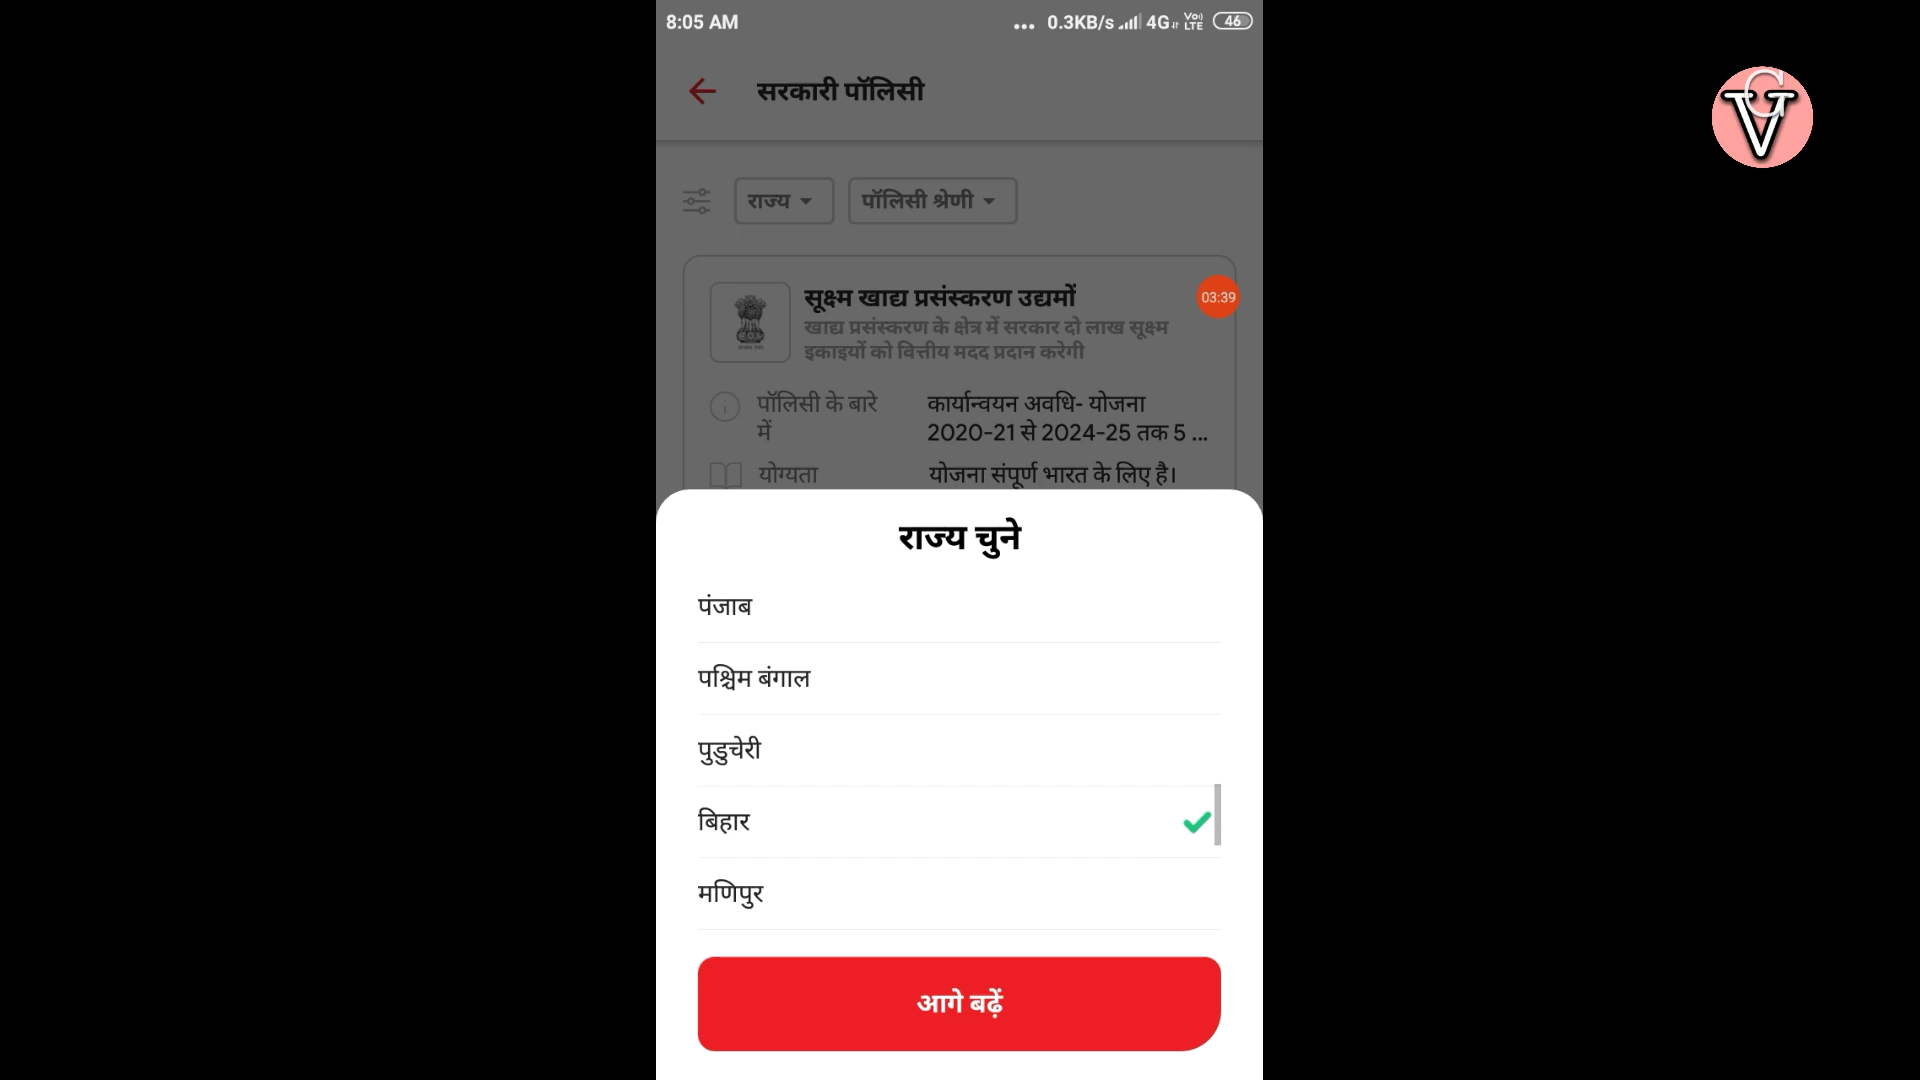 8:05 AM
... 0.3KB/s 4G Vo) LTE 46
सरकारी पॉलिसी
राज्य
पॉलिसी श्रेणी
सूक्ष्म खाद्य प्रसंस्करण उद्यमों
03:39
खाद्य प्रसंस्करण के क्षेत्र में सरकार दो लाख सूक्ष्म
इकाइयों को वित्तीय मदद प्रदान करेगी
पॉलिसी के बारे
में
कार्यान्वयन अवधि- योजना
2020-21 से 2024-25 तक 5 ...
योग्यता
योजना संपूर्ण भारत के लिए है।
राज्य चुने
पंजाब
पश्चिम बंगाल
पुडुचेरी
बिहार
मणिपुर
आगे बढ़ें